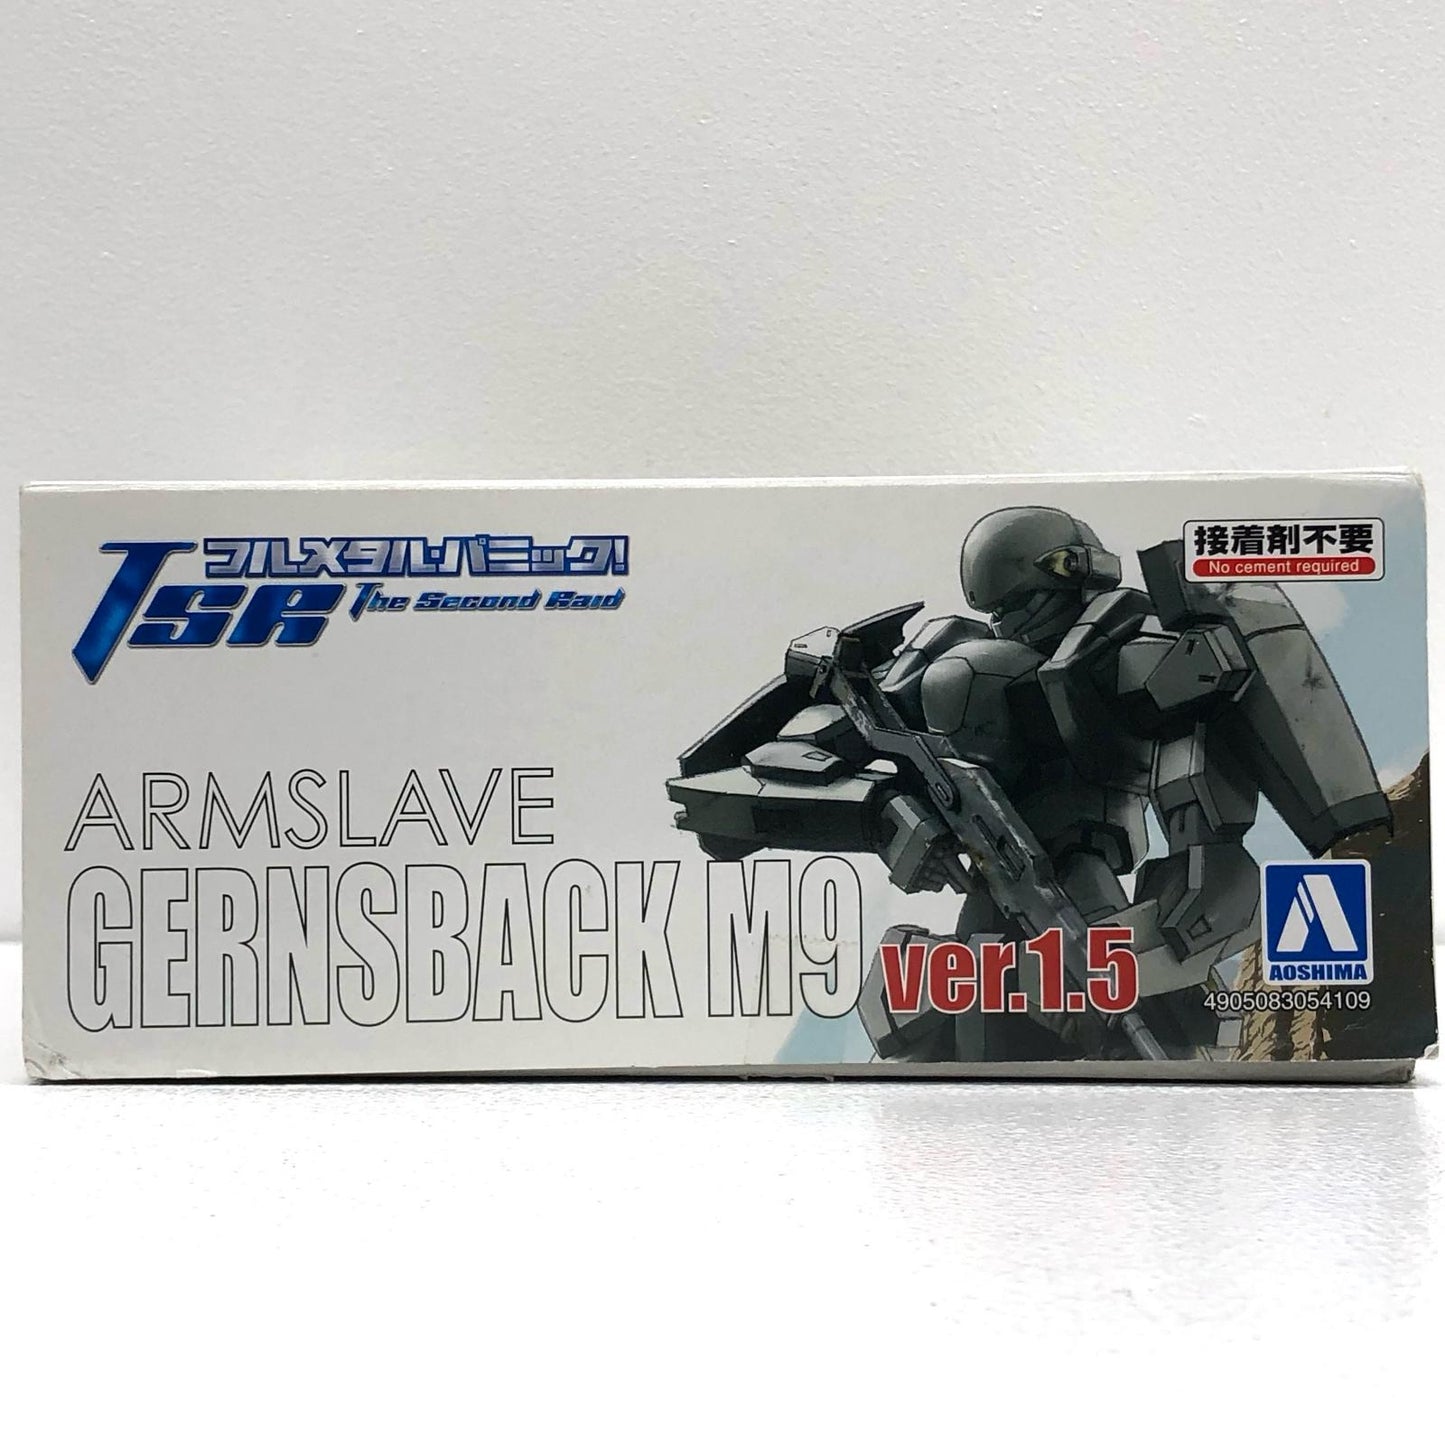 フルメタル・パニック!
TSR The Second Raid
接着剤不要
No cement required
ARMSLAVE
GERNSBACK M9 ver.1.5
AOSHIMA
4905083054109